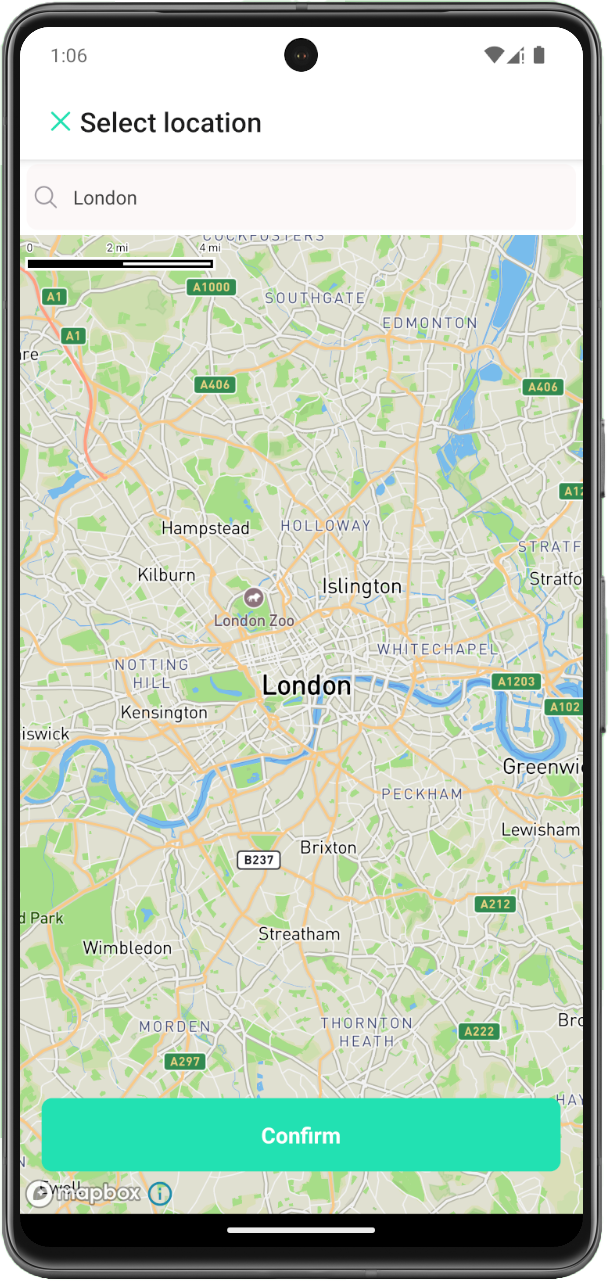 1:06
Select location
London
COCKFOSTERS
0 2 mi 4 mi
A1
A1000
SOUTHGATE
EDMONTON
A1
are
A406
A406
A12
Hampstead
HOLLOWAY
STRATF
Kilburn
Islington
Stratfo
London Zoo
WHITECHAPEL
NOTTING
HILL
London
A1203
Kensington
A102
iswick
Greenwi
PECKHAM
Lewisham
Brixton
B237
A212
d Park
Streatham
Wimbledon
MORDEN
THORNTON
HEATH
Bro
A222
A297
HAY
Confirm
N
Ewell
mapbox
i